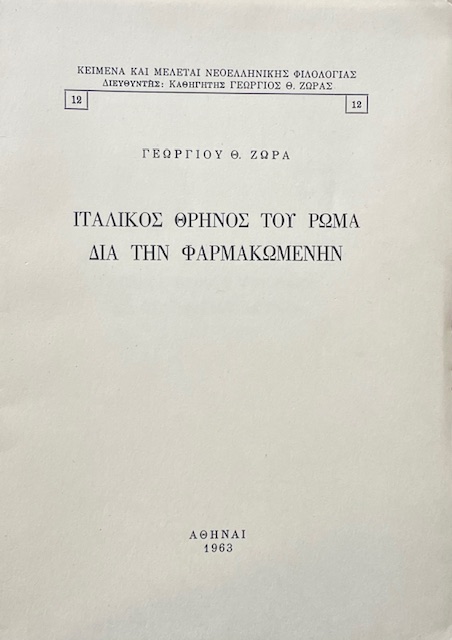 ΚΕΙΜΕΝΑ ΚΑΙ ΜΕΛΕΤΑΙ ΝΕΟΕΛΛΗΝΙΚΗΣ ΦΙΛΟΛΟΓΙΑΣ
ΔΙΕΥΘΥΝΤΗΣ: ΚΑΘΗΓΗΤΗΣ ΓΕΩΡΓΙΟΣ Θ. ΖΩΡΑΣ
12 12
ΓΕΩΡΓΙΟΥ Θ. ΖΩΡΑ
ΙΤΑΛΙΚΟΣ ΘΡΗΝΟΣ ΤΟΥ ΡΩΜΑ
ΔΙΑ ΤΗΝ ΦΑΡΜΑΚΩΜΕΝΗΝ
ΑΘΗΝΑΙ
1963